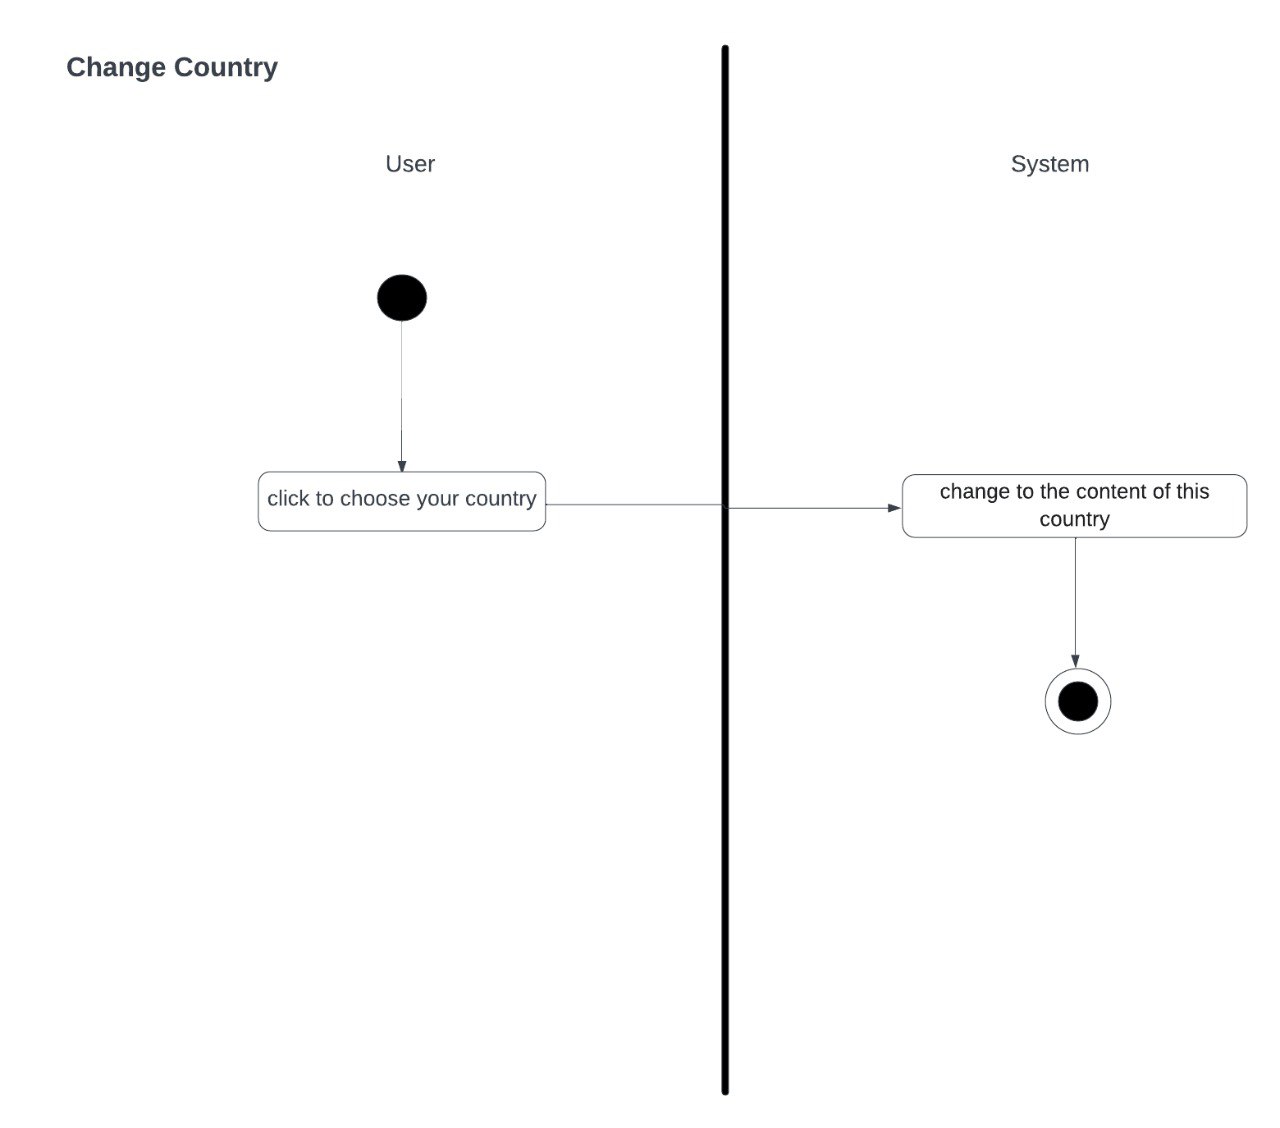 Change Country
User
System
click to choose your country
change to the content of this
country